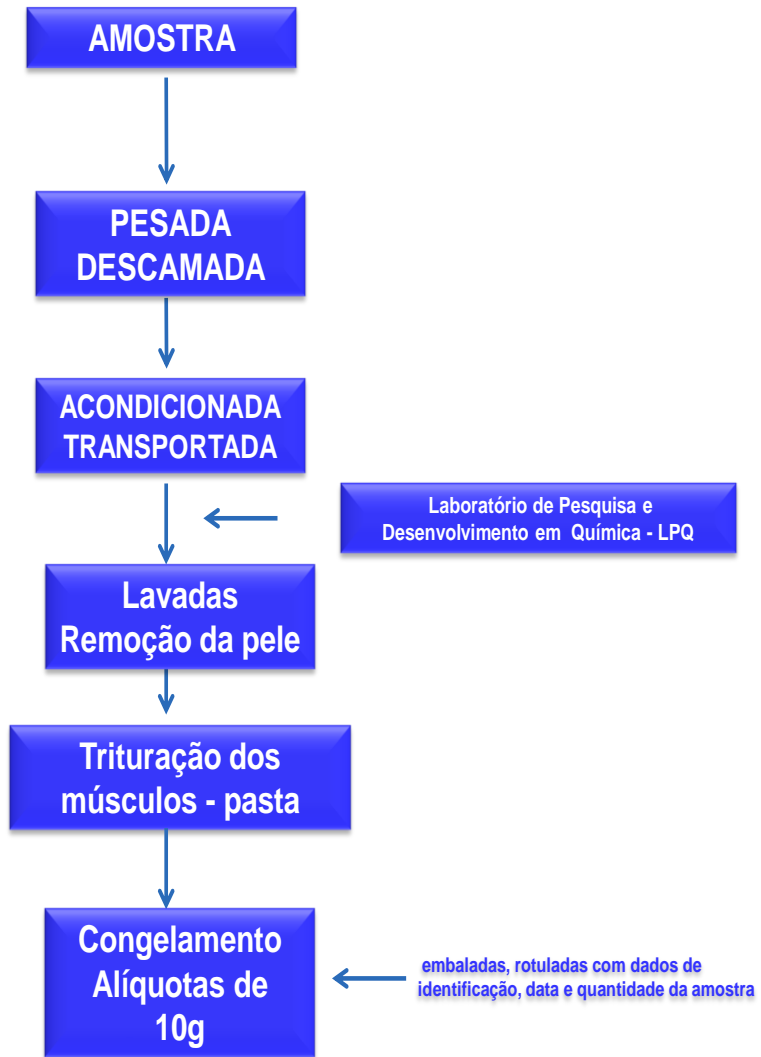 AMOSTRA
PESADA
DESCAMADA
ACONDICIONADA
TRANSPORTADA
Laboratório de Pesquisa e
Desenvolvimento em Química - LPQ
Lavadas
Remoção da pele
Trituração dos
músculos - pasta
Congelamento
Alíquotas de
10g
embaladas, rotuladas com dados de
identificação, data e quantidade da amostra